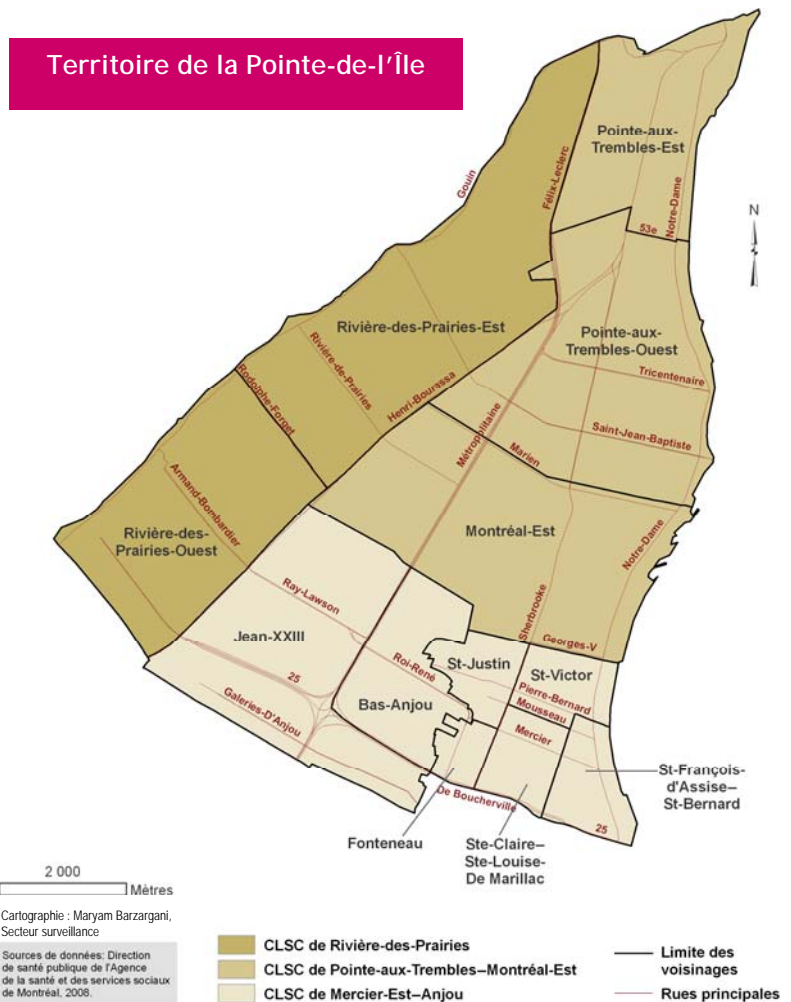 Territoire de la Pointe-de-l'Île
Pointe-aux-
Trembles-Est
Gouin
Félix-Leclerc
Notre-Dame
N
53e
Rivière-des-Prairies-Est
Pointe-aux-
Trembles-Ouest
Rivière-de-Prairies
Rodolphe-Forget
Henri-Bourassa
Tricentenaire
Métropolitaine
Saint-Jean-Baptiste
Marien
Armand-Bombardier
Rivière-des-
Prairies-Ouest
Montréal-Est
Notre-Dame
Ray-Lawson
Sherbrooke
Georges-V
Jean-XXIII
Roi-René
St-Justin
St-Victor
25
Pierre-Bernard
Galeries-D'Anjou
Bas-Anjou
Mousseau
Mercier
St-François-
d'Assise–
St-Bernard
De Boucherville
25
Fonteneau
Ste-Claire–
Ste-Louise-
De Marillac
2 000
Mètres
Cartographie : Maryam Barzargani,
Secteur surveillance
Sources de données: Direction
de santé publique de l'Agence
de la santé et des services sociaux
de Montréal, 2008.
CLSC de Rivière-des-Prairies
CLSC de Pointe-aux-Trembles–Montréal-Est
CLSC de Mercier-Est–Anjou
Limite des
voisinages
Rues principales